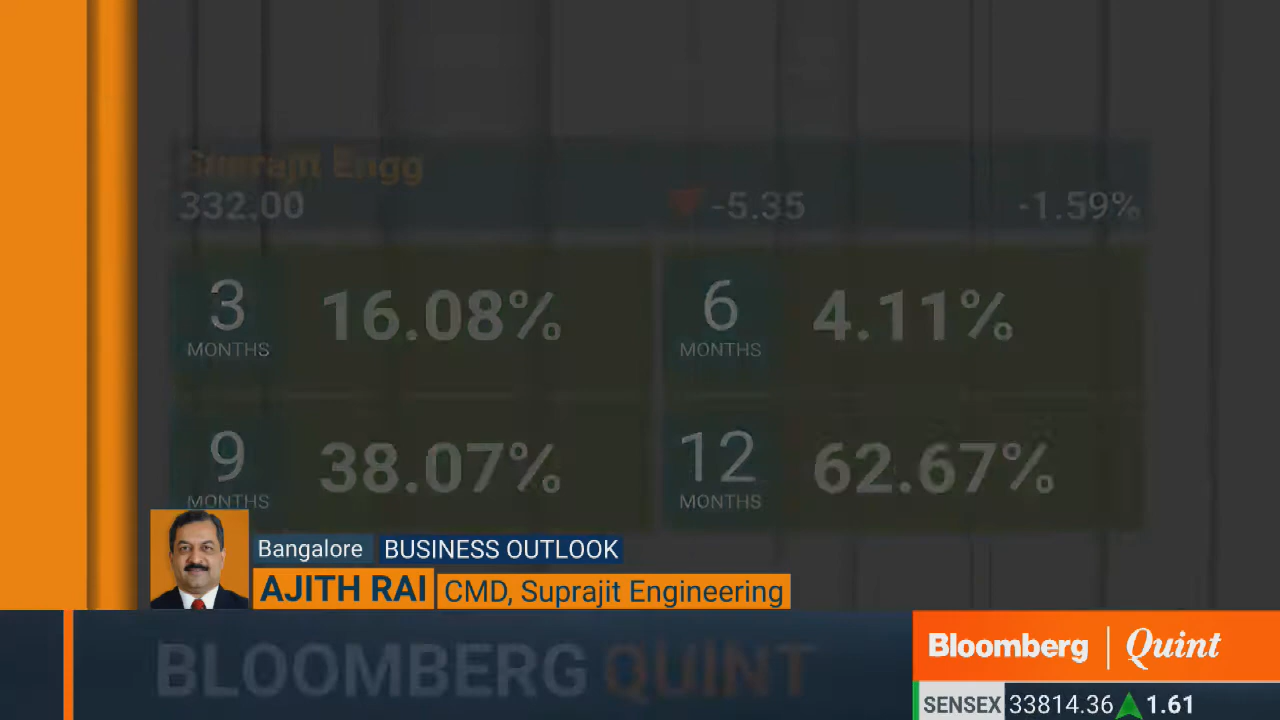 Suprajit Engg
332.00 -5.35 -1.59%
3 MONTHS 16.08%
6 MONTHS 4.11%
9 MONTHS 38.07%
12 MONTHS 62.67%
Bangalore BUSINESS OUTLOOK
AJITH RAI CMD, Suprajit Engineering
BLOOMBERG QUINT
Bloomberg | Quint
SENSEX 33814.36 1.61